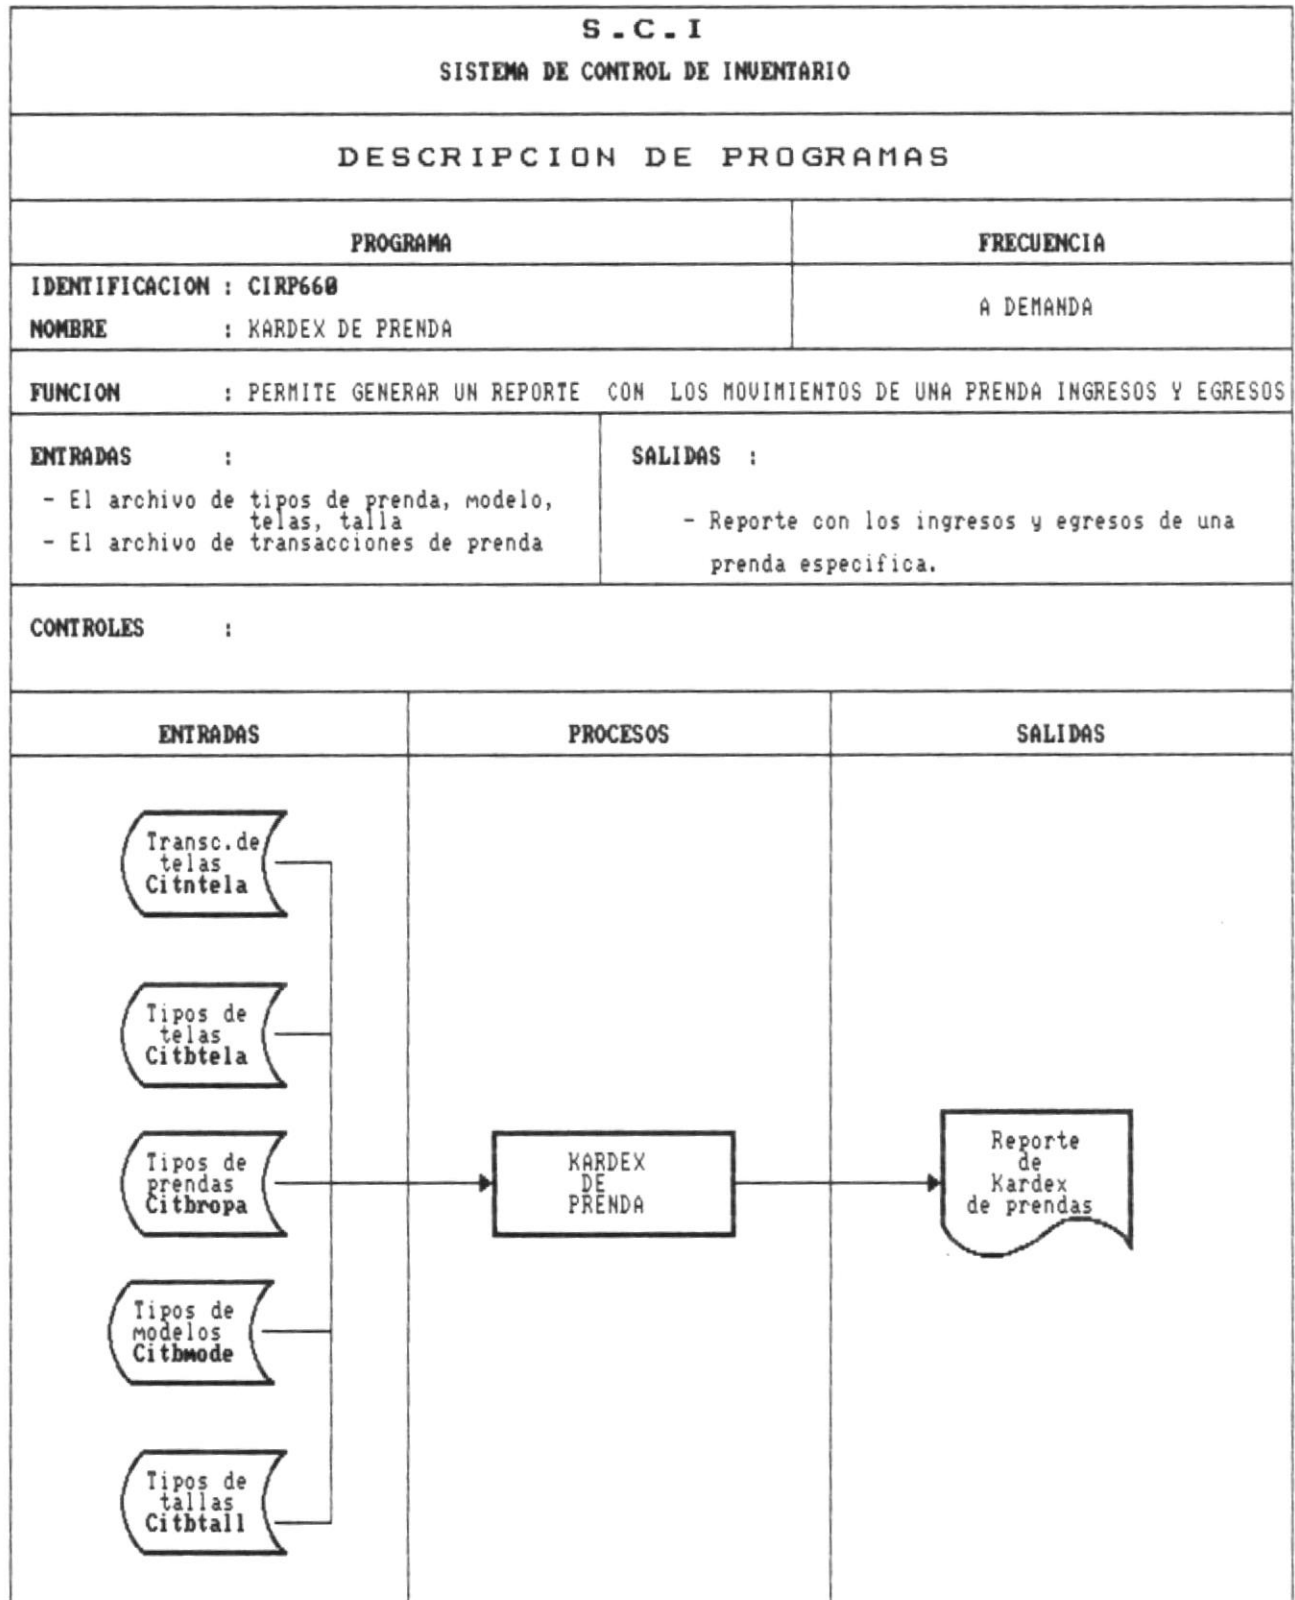 S.C.I
SISTEMA DE CONTROL DE INVENTARIO
DESCRIPCION DE PROGRAMAS
PROGRAMA
FRECUENCIA
IDENTIFICACION : CIRP660
NOMBRE : KARDEX DE PRENDA
A DEMANDA
FUNCION : PERMITE GENERAR UN REPORTE CON LOS MOVIMIENTOS DE UNA PRENDA INGRESOS Y EGRESOS
ENTRADAS :
- El archivo de tipos de prenda, modelo,
telas, talla
- El archivo de transacciones de prenda
SALIDAS :
- Reporte con los ingresos y egresos de una
prenda especifica.
CONTROLES :
ENTRADAS
PROCESOS
SALIDAS
Transc.de
telas
Citntela
Tipos de
telas
Citbtela
Tipos de
prendas
Citbropa
KARDEX
DE
PRENDA
Reporte
de
Kardex
de prendas
Tipos de
modelos
Citbmode
Tipos de
tallas
Citbtall